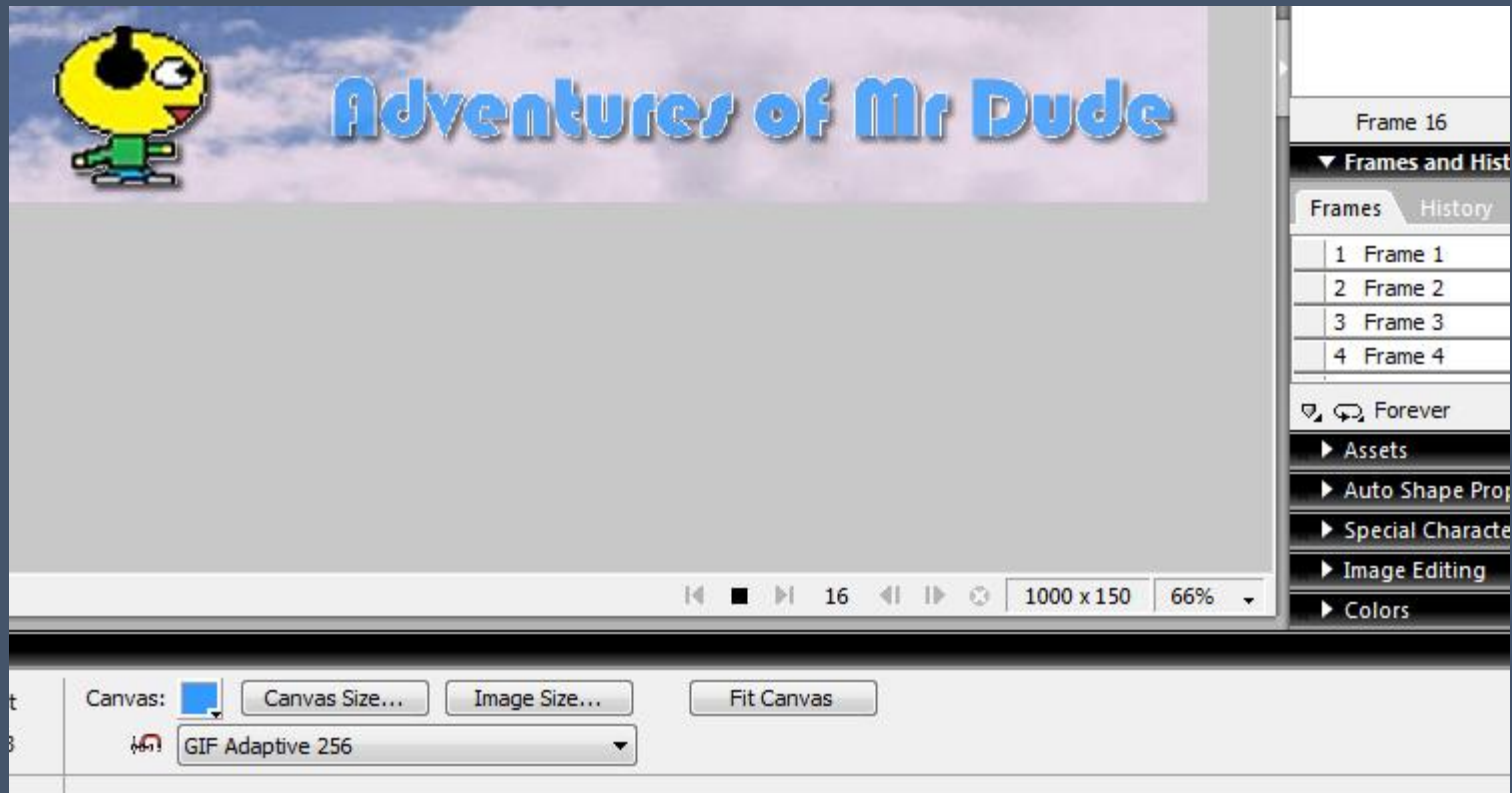 Adventures of Mr Dude
Frame 16
Frames and Hist
Frames History
1 Frame 1
2 Frame 2
3 Frame 3
4 Frame 4
Forever
Assets
Auto Shape Prop
Special Characte
Image Editing
Colors
16 1000 x 150 66%
t Canvas: Canvas Size... Image Size... Fit Canvas
GIF Adaptive 256